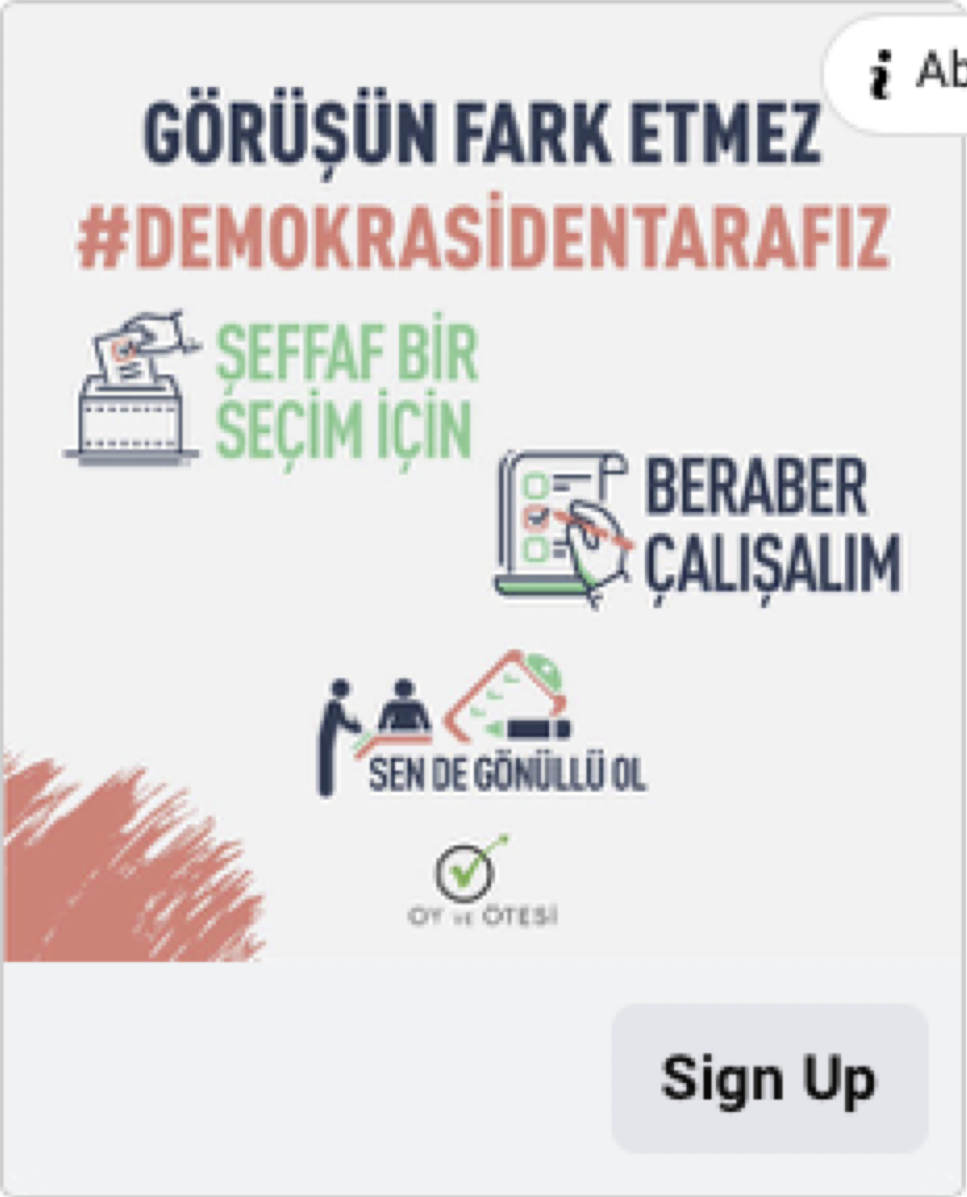 Ab
GÖRÜŞÜN FARK ETMEZ
#DEMOKRASİDENTARAFIZ
ŞEFFAF BİR
SEÇİM İÇİN
BERABER
ÇALIŞALIM
SEN DE GÖNÜLLÜ OL
OY VE ÖTESİ
Sign Up